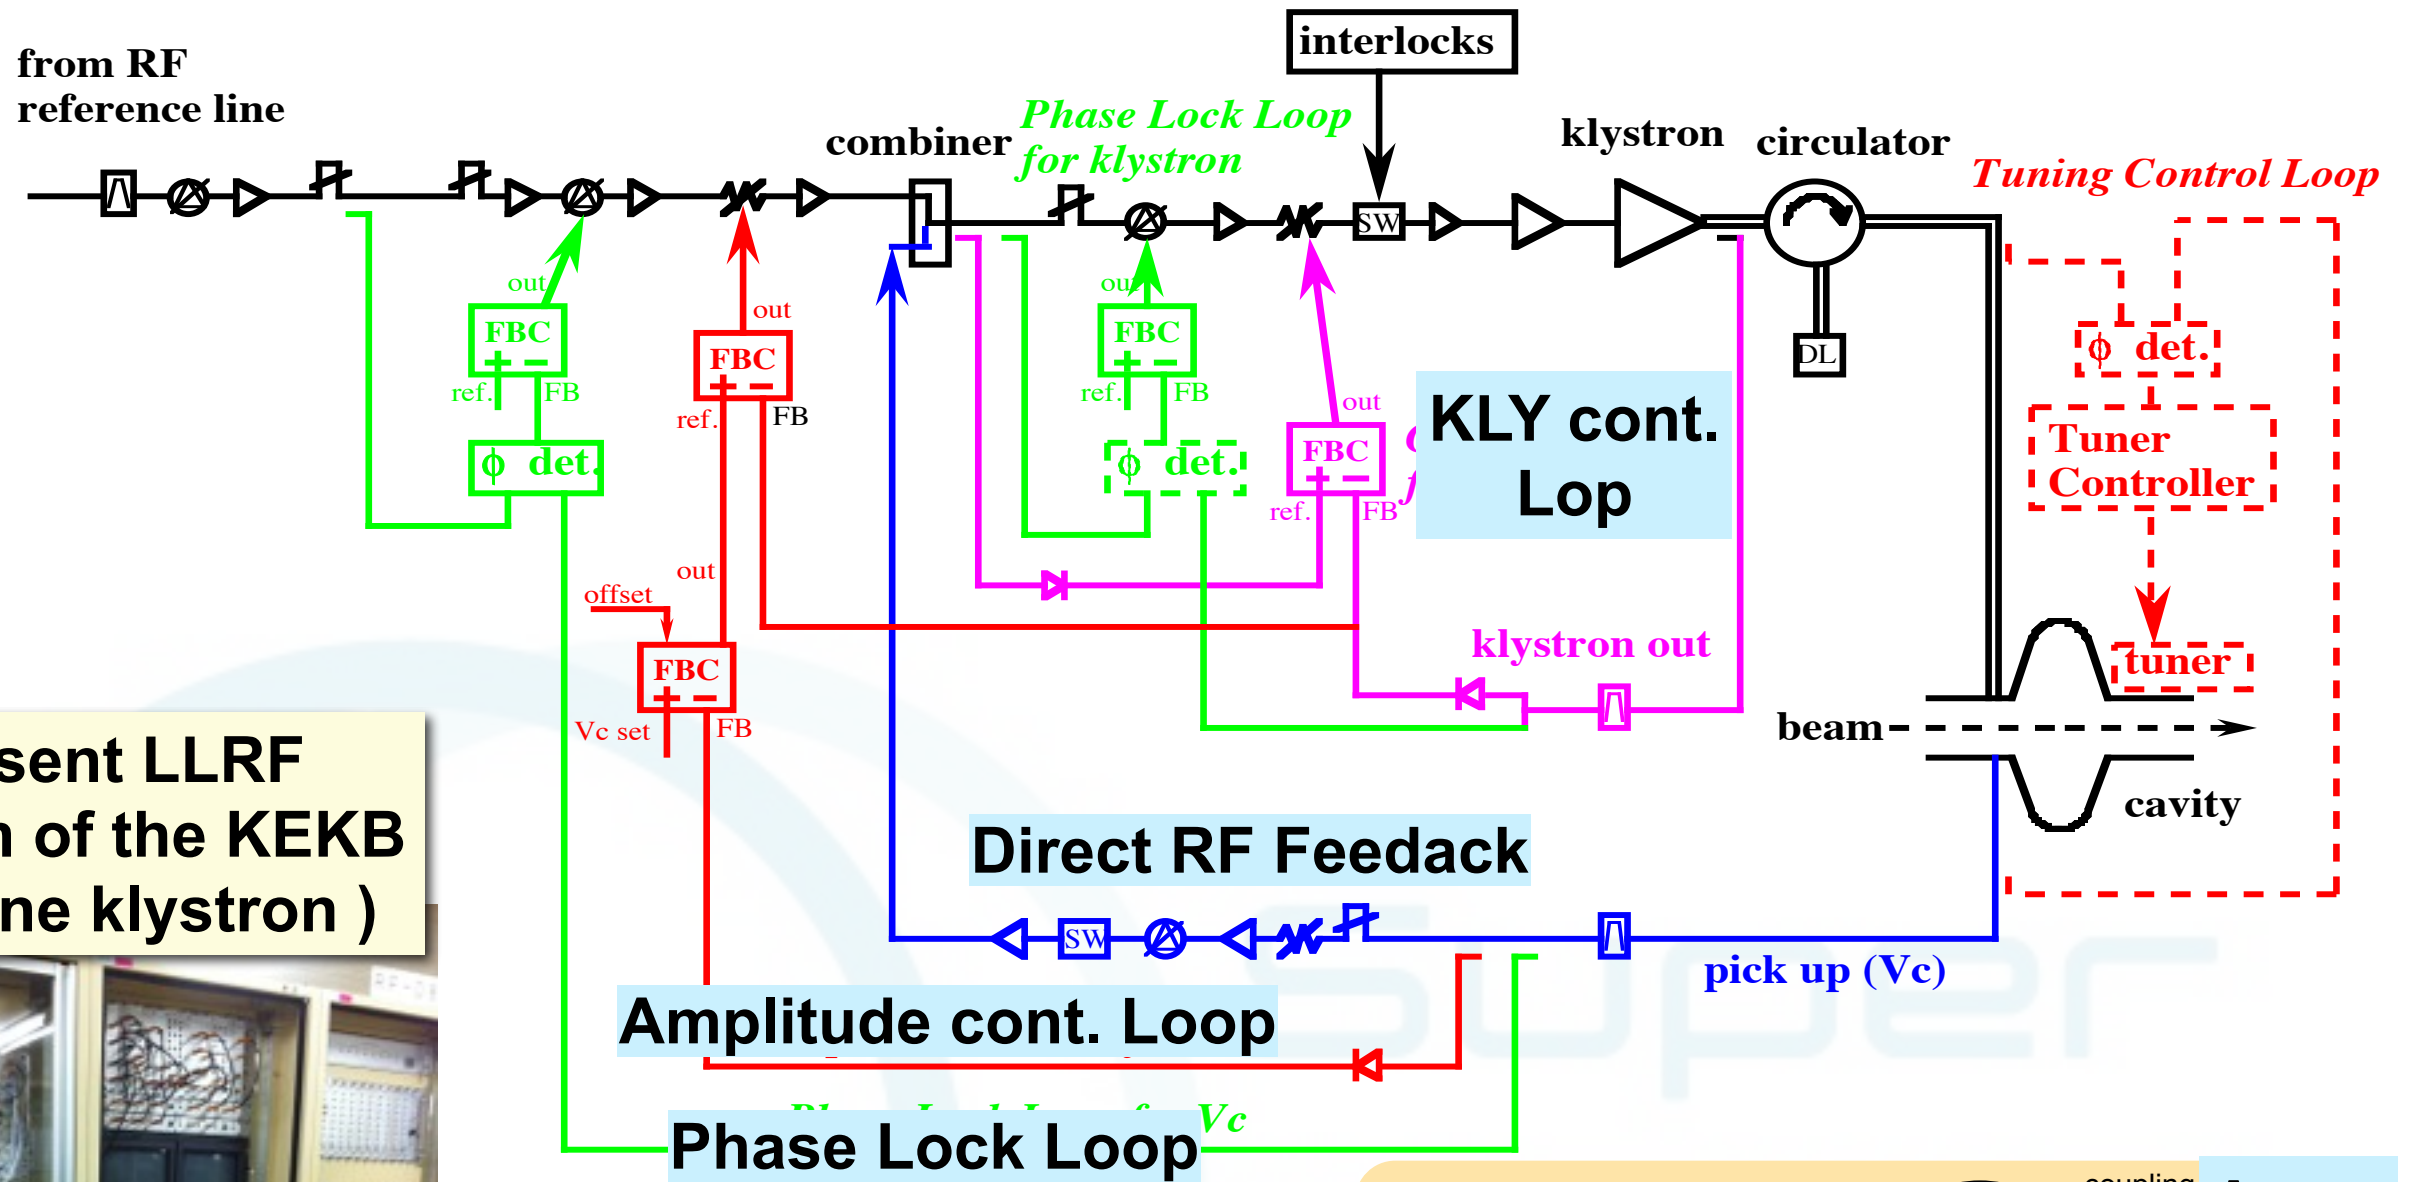 interlocks
from RF
reference line
combiner
Phase Lock Loop
for klystron
klystron
circulator
Tuning Control Loop
SW
out
FBC
ref.
FB
φ det.
out
FBC
ref.
FB
out
FBC
ref.
FB
φ det.
out
FBC
ref.
FB
KLY cont.
Lop
DL
φ det.
Tuner
Controller
tuner
out
offset
FBC
Vc set
FB
klystron out
beam
cavity
sent LLRF
of the KEKB
ne klystron )
Direct RF Feedack
SW
pick up (Vc)
Amplitude cont. Loop
Vc
Phase Lock Loop
Super
coupling